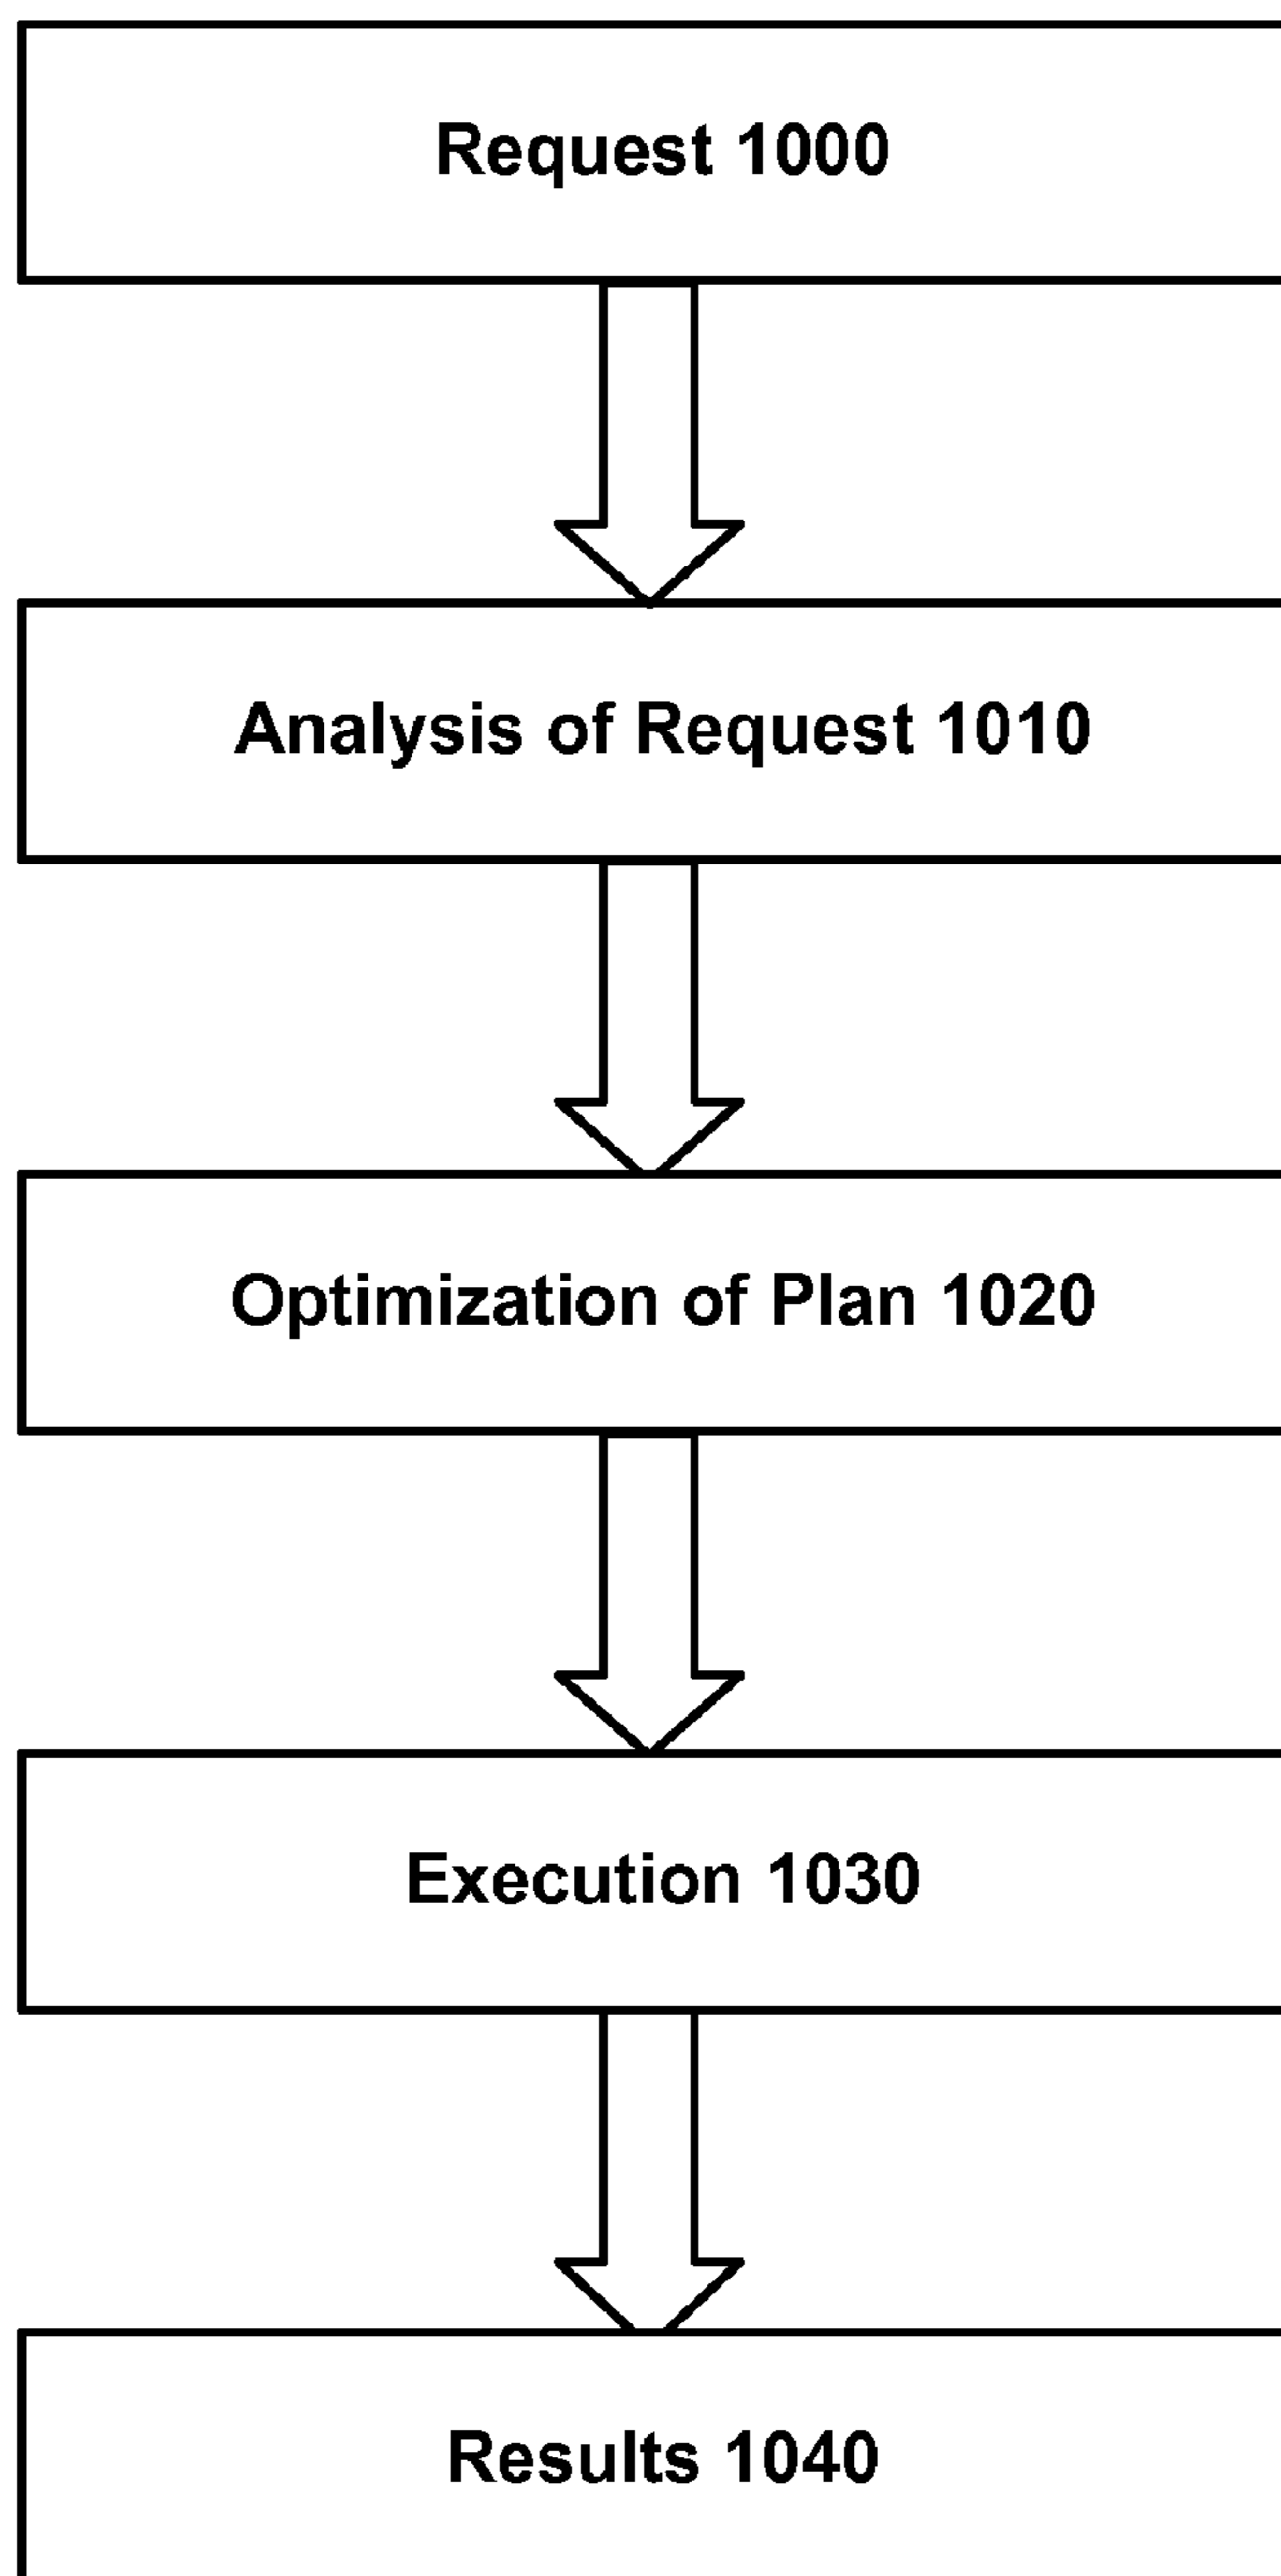 Request 1000
Analysis of Request 1010
Optimization of Plan 1020
Execution 1030
Results 1040